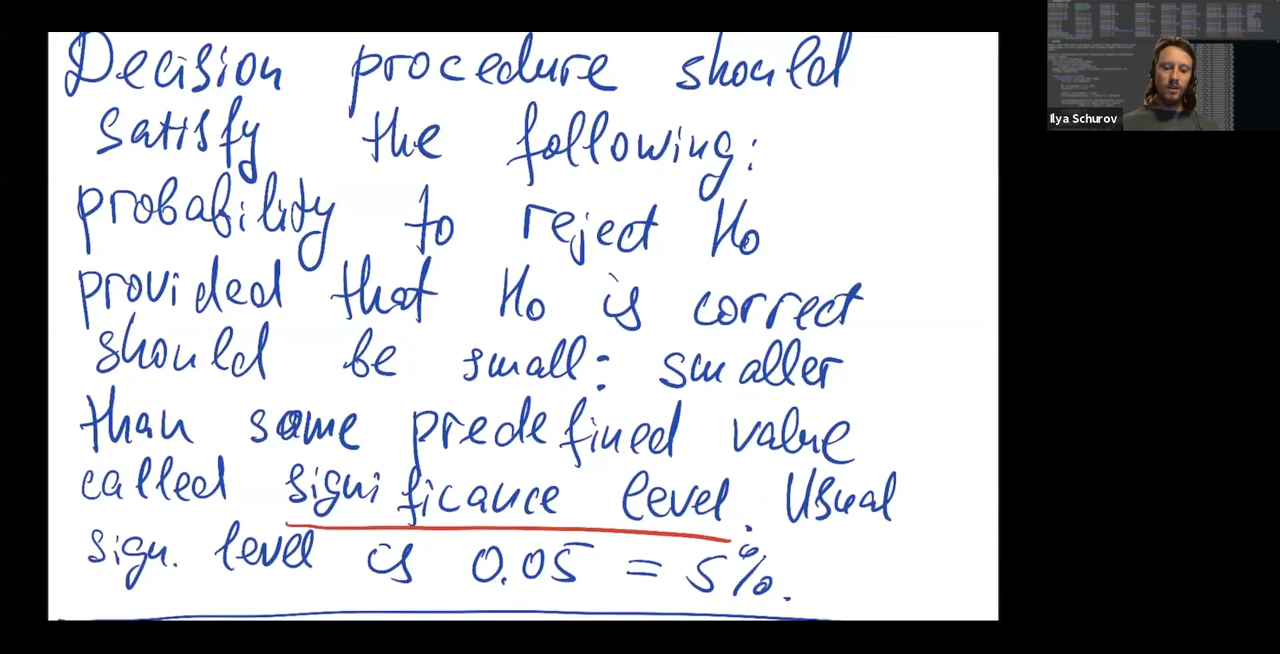 Decision procedure should
satisfy the following:
probability to reject H₀
provided that H₀ is correct
should be small: smaller
than some predefined value
called significance level. Usual
sign. level is 0.05 = 5%.
Ilya Schurov